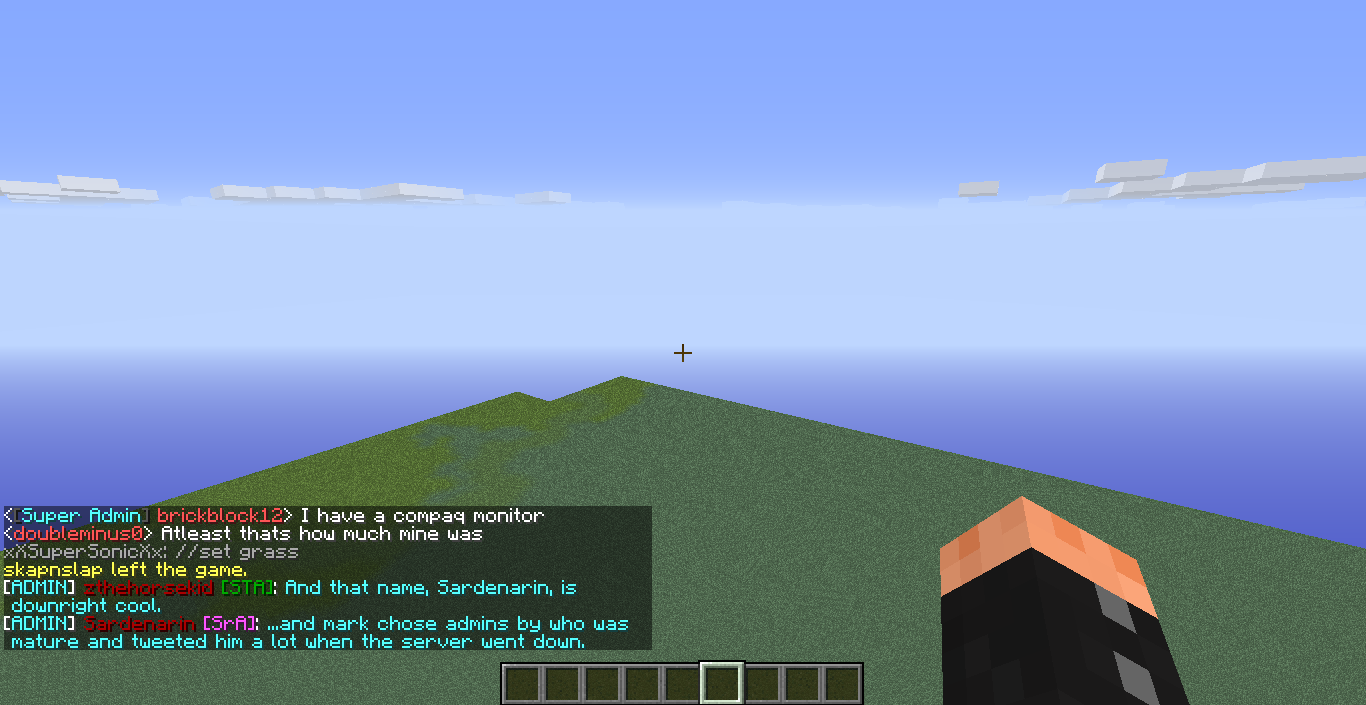 <[Super Admin] brickblock12> I have a compaq monitor
<doubleminus0> Atleast thats how much mine was
xXSuperSonicXx: //set grass
skapnslap left the game.
[ADMIN] zthehorsekid [STA]: And that name, Sardenarin, is
downright cool.
[ADMIN] Sardenarin [SrA]: ...and mark chose admins by who was
mature and tweeted him a lot when the server went down.